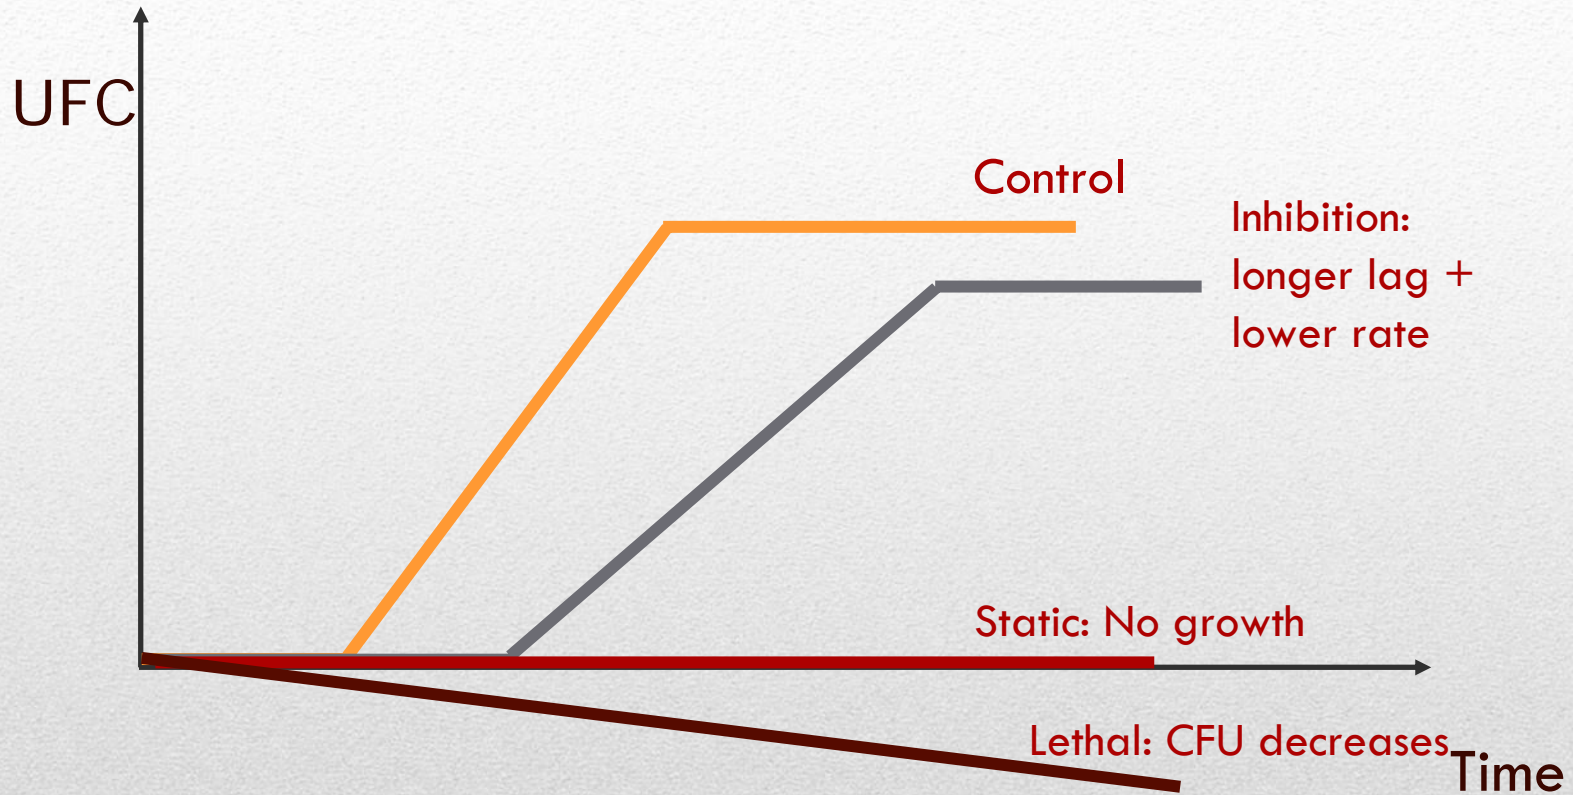 UFC
Control
Inhibition:
longer lag +
lower rate
Static: No growth
Lethal: CFU decreases
Time